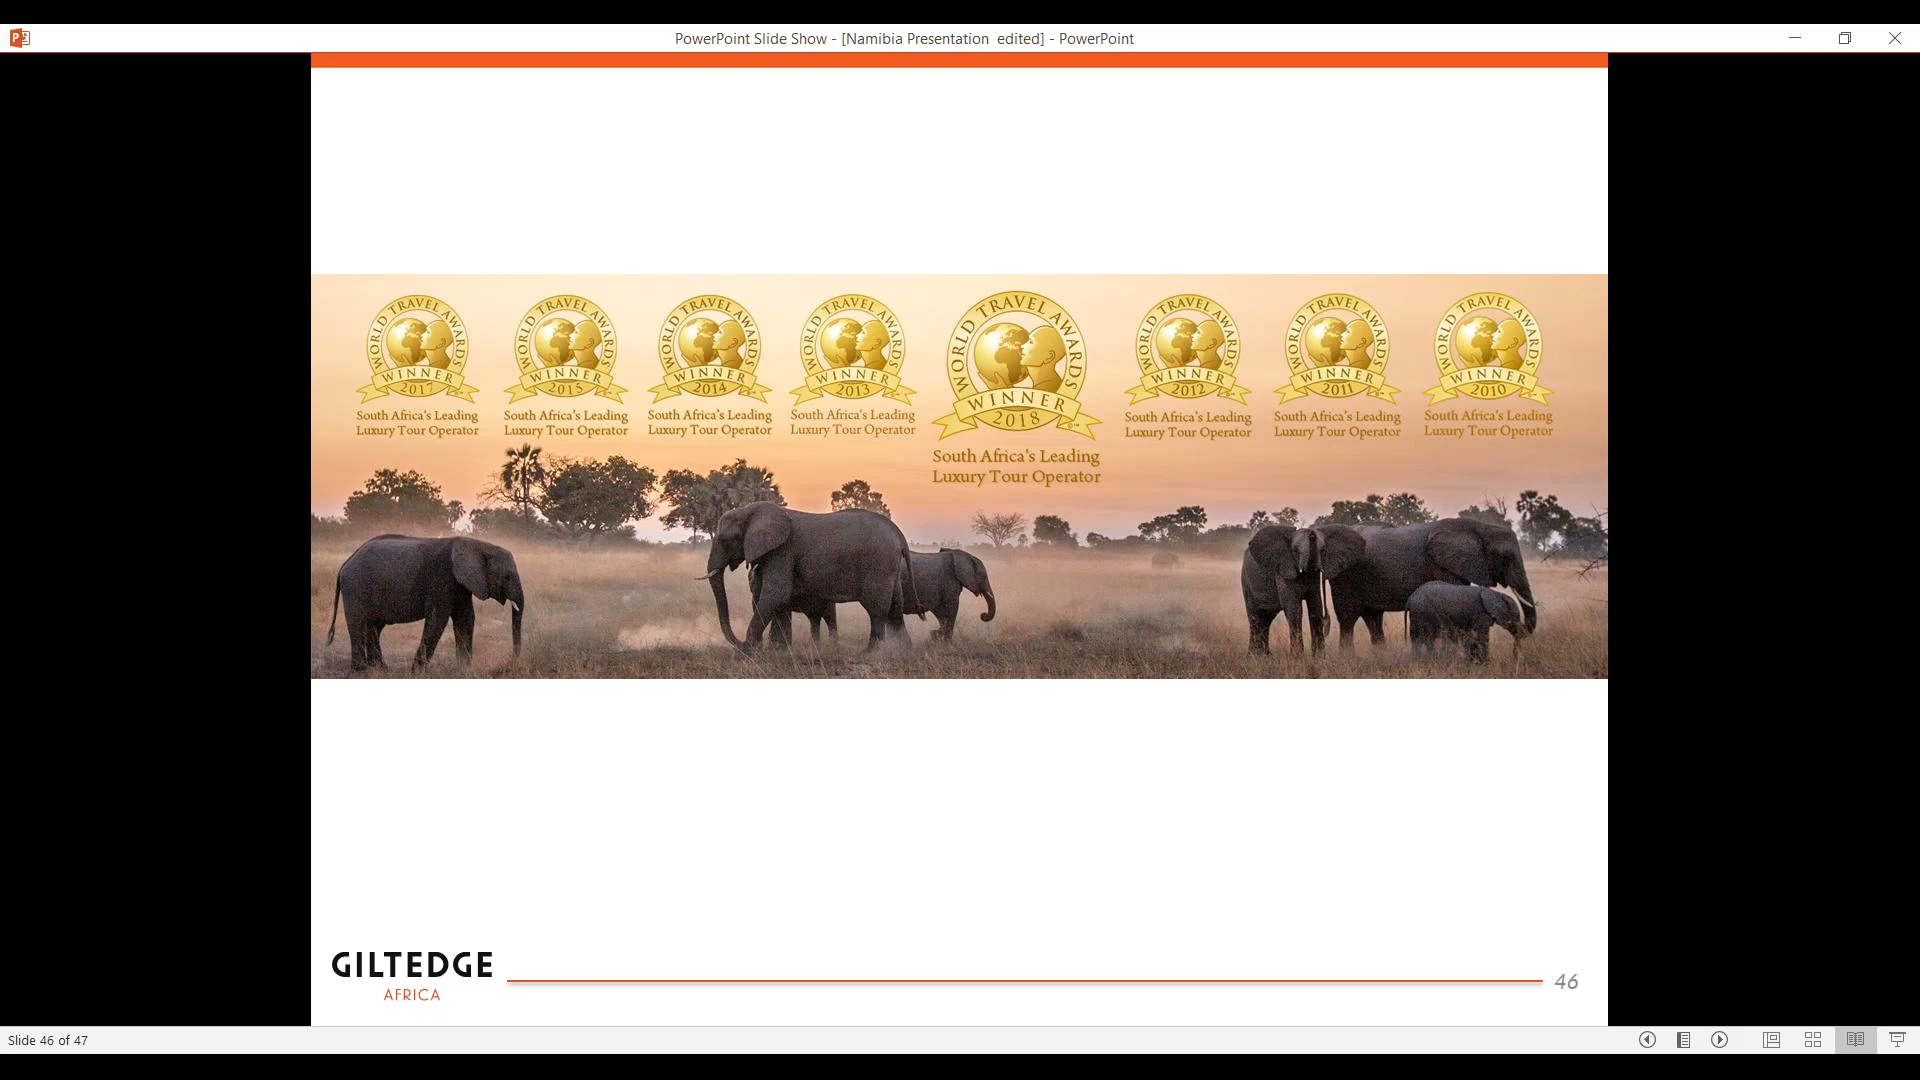 PowerPoint Slide Show - [Namibia Presentation  edited] - PowerPoint
WORLD TRAVEL AWARDS
WINNER
2017
South Africa's Leading
Luxury Tour Operator
WORLD TRAVEL AWARDS
WINNER
2015
South Africa's Leading
Luxury Tour Operator
WORLD TRAVEL AWARDS
WINNER
2014
South Africa's Leading
Luxury Tour Operator
WORLD TRAVEL AWARDS
WINNER
2013
South Africa's Leading
Luxury Tour Operator
WORLD TRAVEL AWARDS
WINNER
2018
©™
South Africa's Leading
Luxury Tour Operator
WORLD TRAVEL AWARDS
WINNER
2012
South Africa's Leading
Luxury Tour Operator
WORLD TRAVEL AWARDS
WINNER
2011
South Africa's Leading
Luxury Tour Operator
WORLD TRAVEL AWARDS
WINNER
2010
South Africa's Leading
Luxury Tour Operator
GILTEDGE
AFRICA
46
Slide 46 of 47